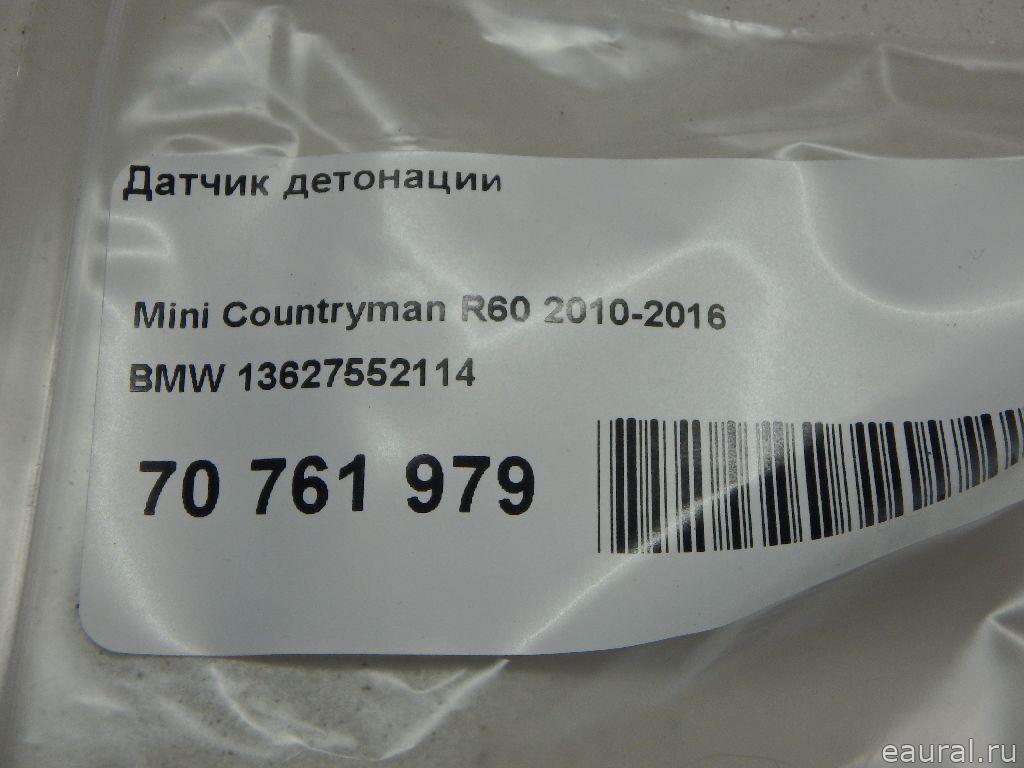 Датчик детонации
Mini Countryman R60 2010-2016
BMW 13627552114
70 761 979
eaural.ru